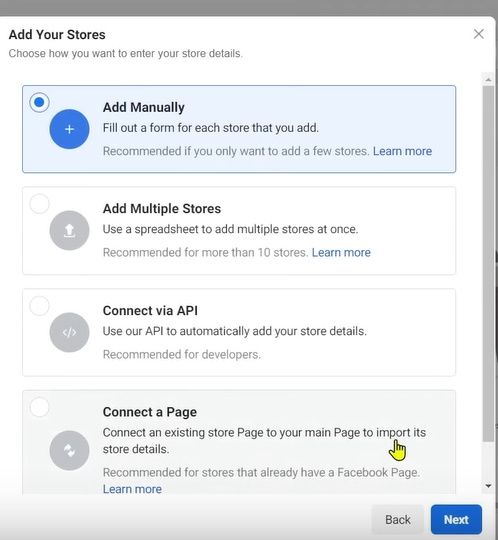 Add Your Stores
Choose how you want to enter your store details.
Add Manually
Fill out a form for each store that you add.
Recommended if you only want to add a few stores. Learn more
Add Multiple Stores
Use a spreadsheet to add multiple stores at once.
Recommended for more than 10 stores. Learn more
Connect via API
Use our API to automatically add your store details.
Recommended for developers.
Connect a Page
Connect an existing store Page to your main Page to import its
store details.
Recommended for stores that already have a Facebook Page.
Learn more
Back
Next